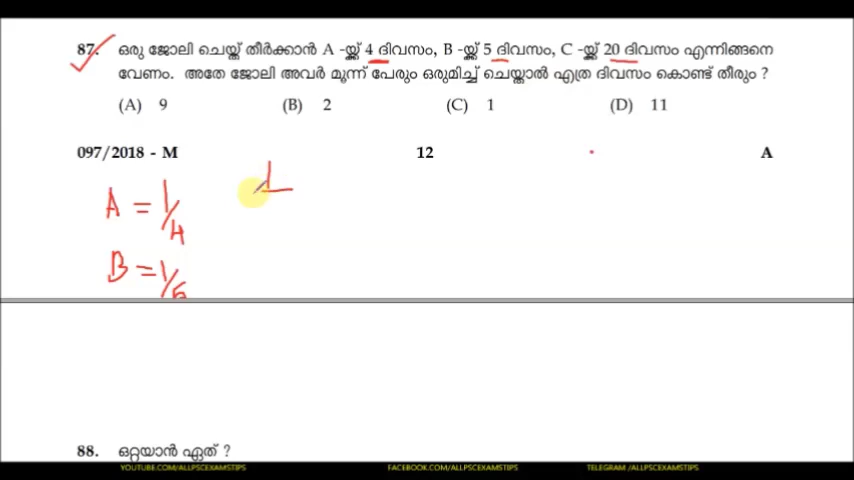 87. ഒരു ജോലി ചെയ്ത് തീർക്കാൻ A -യ്ക്ക് 4 ദിവസം, B -യ്ക്ക് 5 ദിവസം, C -യ്ക്ക് 20 ദിവസം എന്നിങ്ങനെ
വേണം. അതേ ജോലി അവർ മൂന്ന് പേരും ഒരുമിച്ച് ചെയ്താൽ എത്ര ദിവസം കൊണ്ട് തീരും ?
(A) 9 (B) 2 (C) 1 (D) 11
097/2018 - M 12 A
A = 1/4
B = 1/5
88. ഒറ്റയാൻ ഏത് ?
YOUTUBE.COM/ALLPSCEXAMSTIPS FACEBOOK.COM/ALLPSCEXAMSTIPS TELEGRAM /ALLPSCEXAMSTIPS